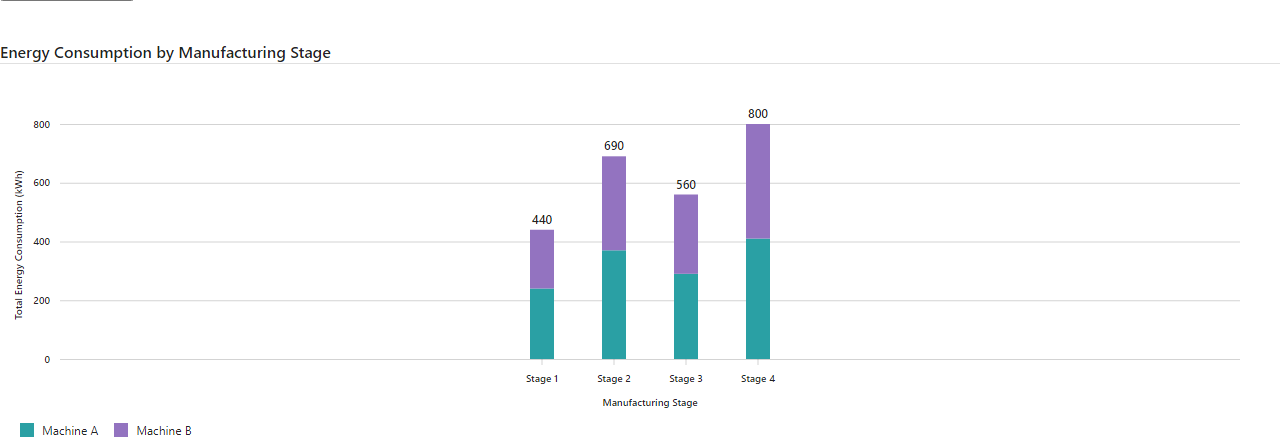 Energy Consumption by Manufacturing Stage
800
690
800
560
600
440
400
200
0
Total Energy Consumption (kWh)
Stage 1 Stage 2 Stage 3 Stage 4
Manufacturing Stage
Machine A Machine B